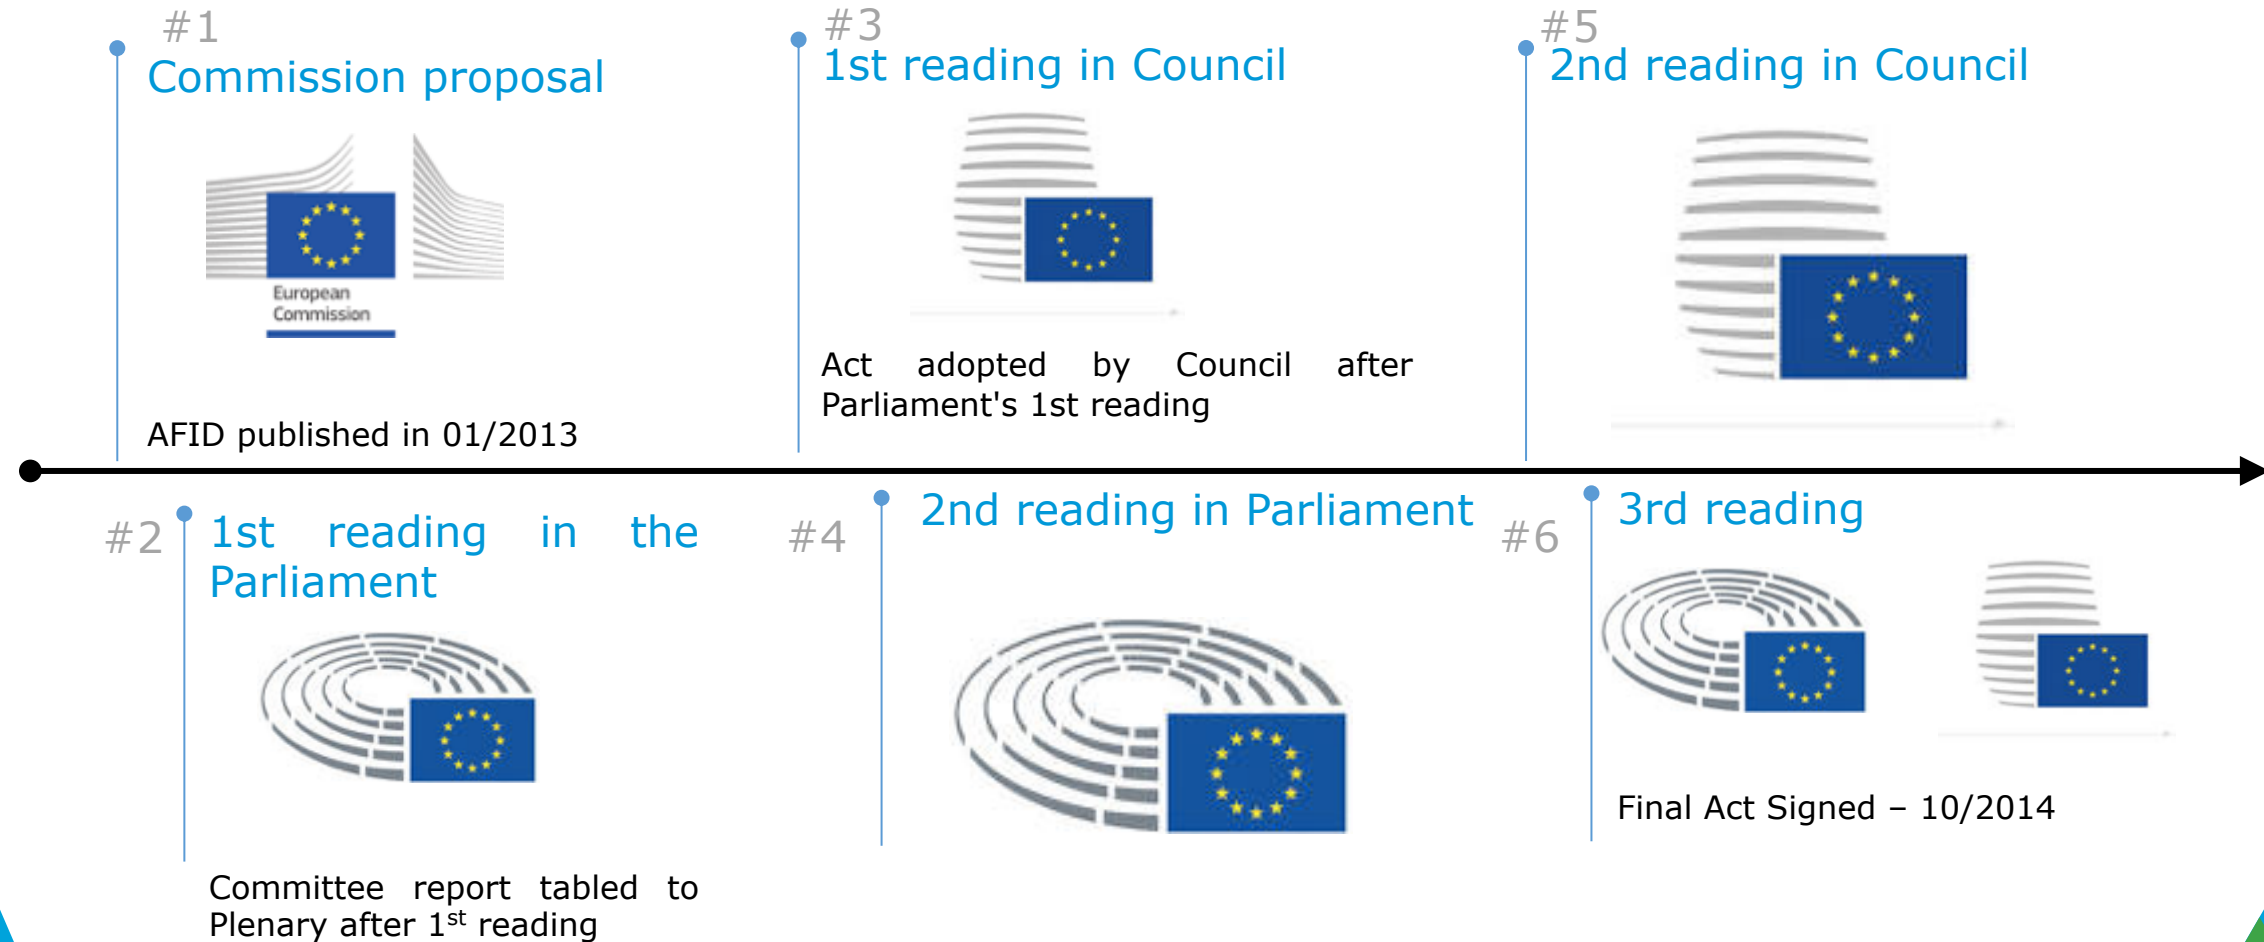 #1
Commission proposal
European
Commission
AFID published in 01/2013
#2
1st reading in the
Parliament
Committee report tabled to
Plenary after 1st reading
#3
1st reading in Council
Act adopted by Council after
Parliament's 1st reading
#4
2nd reading in Parliament
#5
2nd reading in Council
#6
3rd reading
Final Act Signed – 10/2014